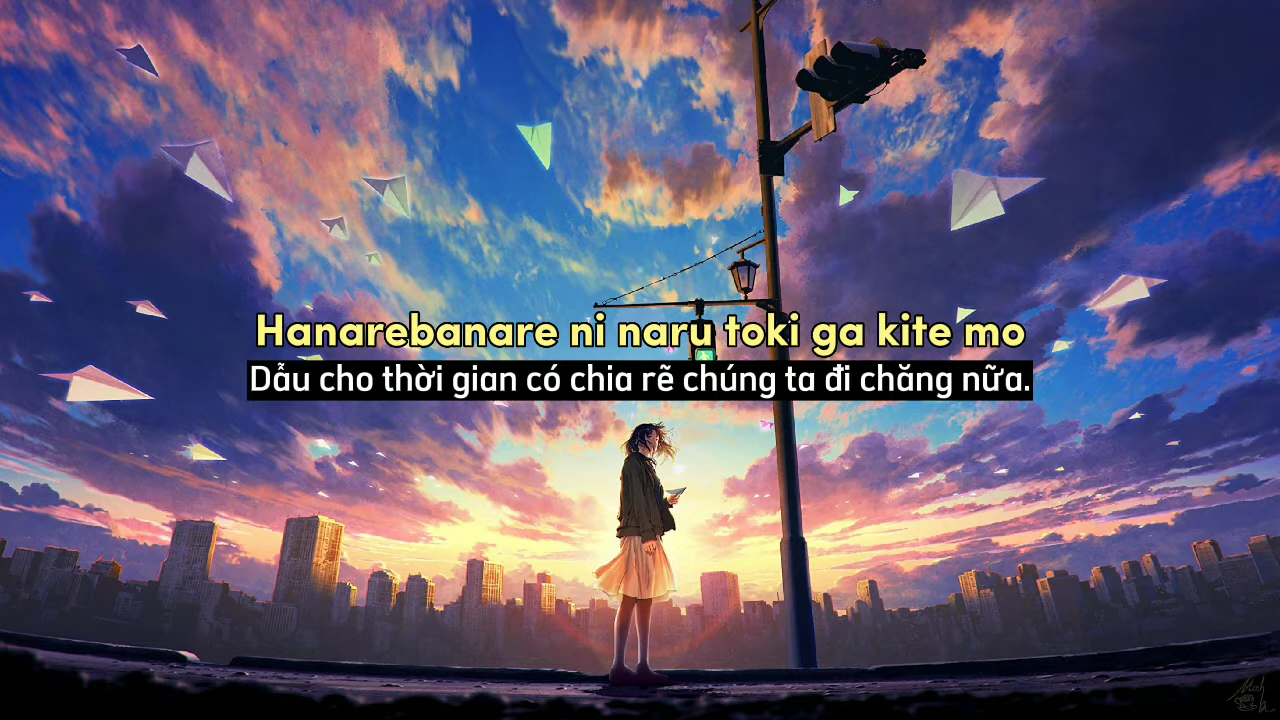 Hanarebanare ni naru toki ga kite mo
Dẫu cho thời gian có chia rẽ chúng ta đi chăng nữa.